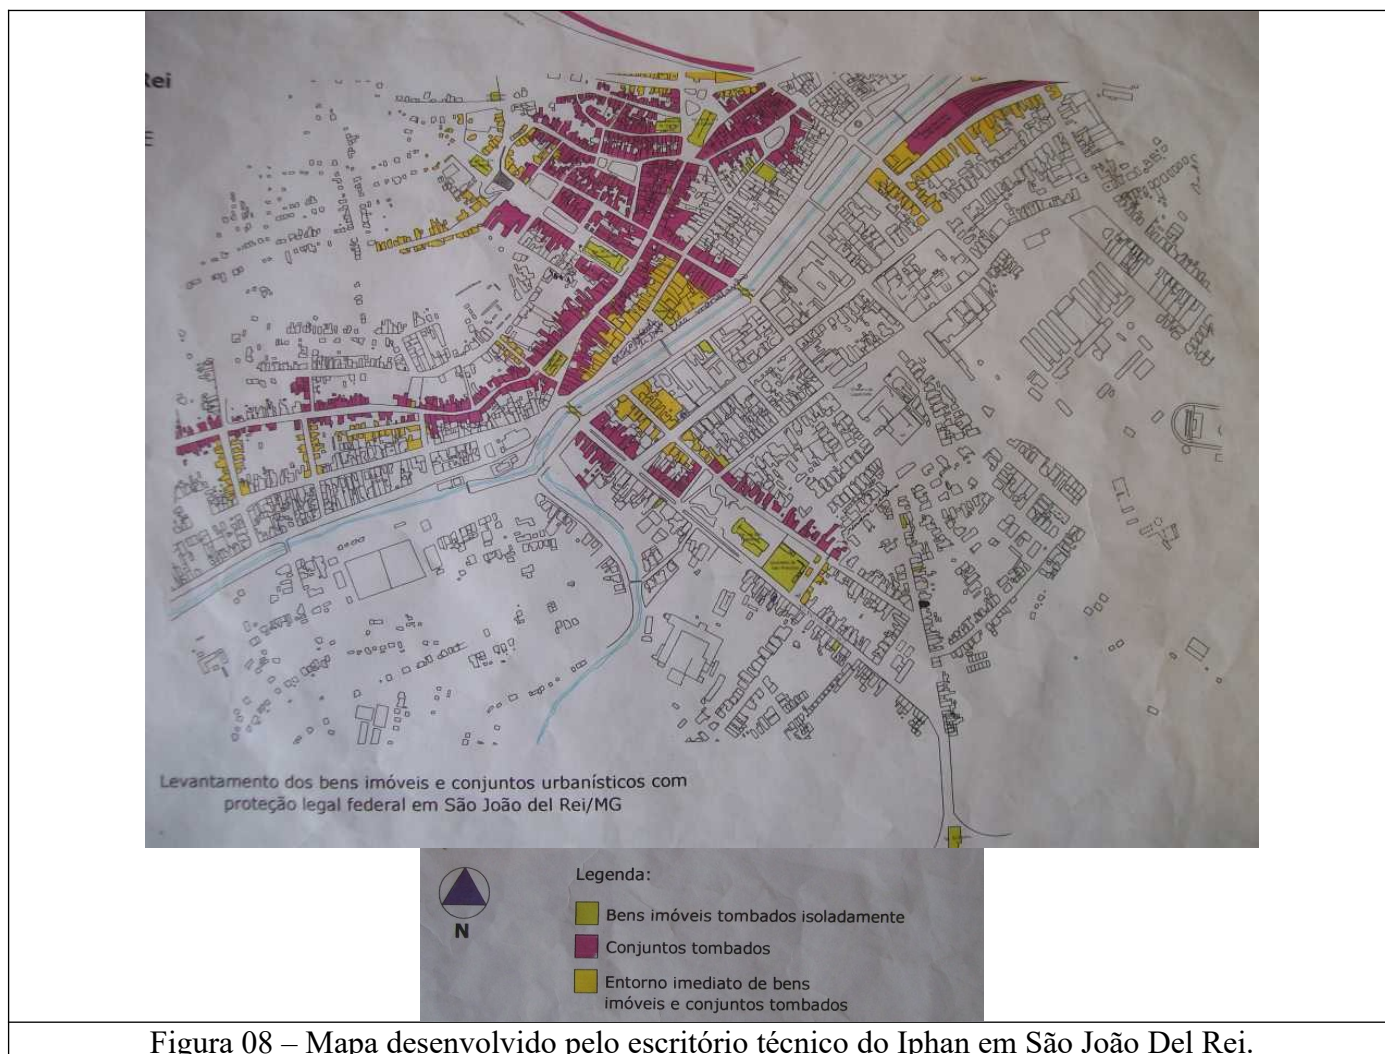 Rei
Levantamento dos bens imóveis e conjuntos urbanísticos com
proteção legal federal em São João del Rei/MG
N
Legenda:
Bens imóveis tombados isoladamente
Conjuntos tombados
Entorno imediato de bens
imóveis e conjuntos tombados
Figura 08 – Mapa desenvolvido pelo escritório técnico do Iphan em São João Del Rei.